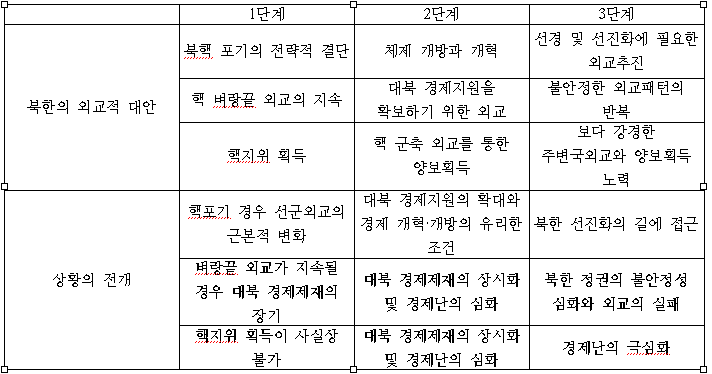 1단계 2단계 3단계
북한의 외교적 대안
북핵 포기의 전략적 결단
체제 개방과 개혁
선경 및 선진화에 필요한
외교추진
핵 벼랑끝 외교의 지속
대북 경제지원을
확보하기 위한 외교
불안정한 외교패턴의
반복
핵지위 획득
핵 군축 외교를 통한
양보획득
보다 강경한
주변국외교와 양보획득
노력
상황의 전개
핵포기 경우 선군외교의
근본적 변화
대북 경제지원의 확대와
경제 개혁·개방의 유리한
조건
북한 선진화의 길에 접근
벼랑끝 외교가 지속될
경우 대북 경제제재의
장기
대북 경제제재의 상시화
및 경제난의 심화
북한 정권의 불안정성
심화와 외교의 실패
핵지위 획득이 사실상
불가
대북 경제제재의 상시화
및 경제난의 심화
경제난의 극심화